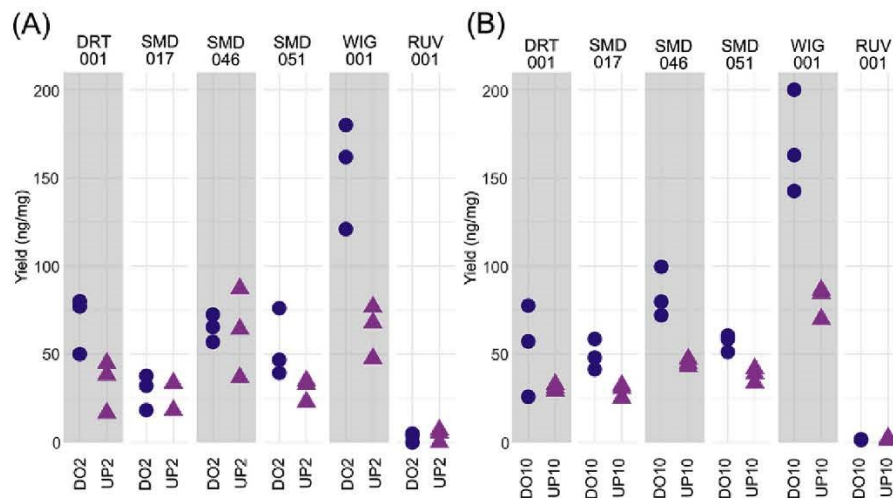 (A)
DRT 001 SMD 017 SMD 046 SMD 051 WIG 001 RUV 001
200
150
100
50
0
Yield (ng/mg)
DO2 UP2 DO2 UP2 DO2 UP2 DO2 UP2 DO2 UP2 DO2 UP2
(B)
DRT 001 SMD 017 SMD 046 SMD 051 WIG 001 RUV 001
200
150
100
50
0
Yield (ng/mg)
DO10 UP10 DO10 UP10 DO10 UP10 DO10 UP10 DO10 UP10 DO10 UP10